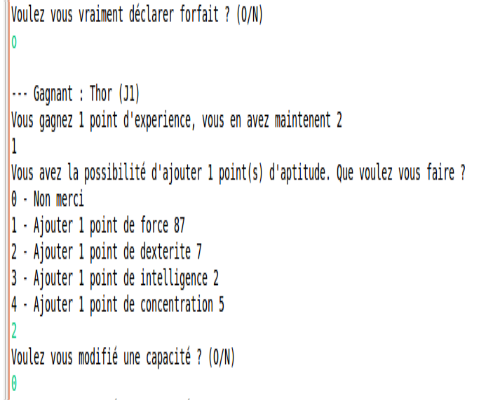 Voulez vous vraiment déclarer forfait ? (O/N)
o
--- Gagnant : Thor (J1)
Vous gagnez 1 point d'experience, vous en avez maintenent 2
1
Vous avez la possibilité d'ajouter 1 point(s) d'aptitude. Que voulez vous faire ?
0 - Non merci
1 - Ajouter 1 point de force 87
2 - Ajouter 1 point de dexterite 7
3 - Ajouter 1 point de intelligence 2
4 - Ajouter 1 point de concentration 5
2
Voulez vous modifié une capacité ? (O/N)
0